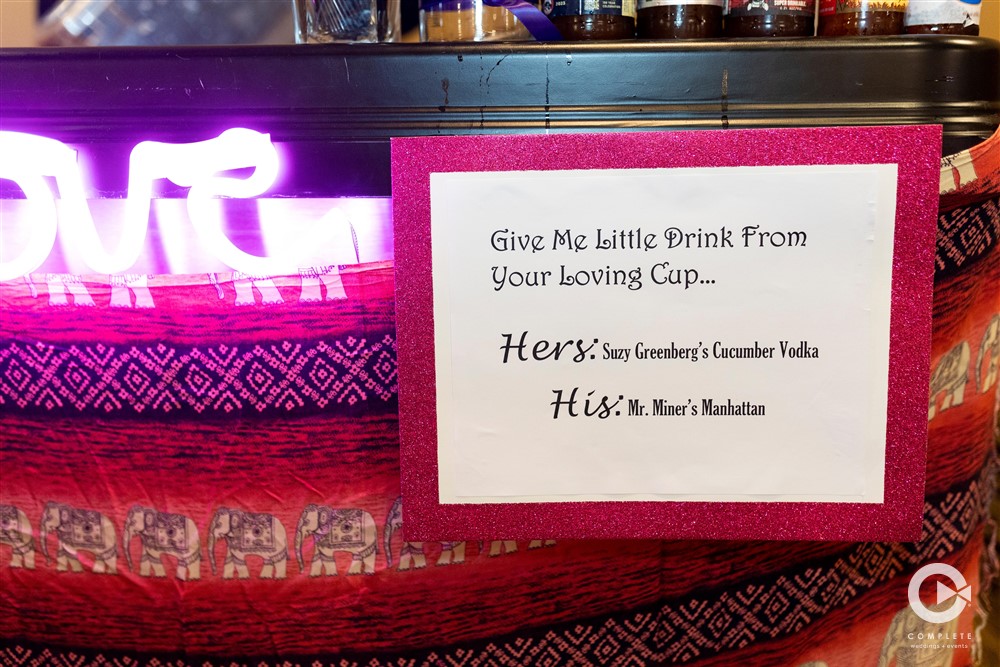 ove
Give Me Little Drink From
Your Loving Cup...
Hers: Suzy Greenberg's Cucumber Vodka
His: Mr. Miner's Manhattan
COMPLETE
weddings + events